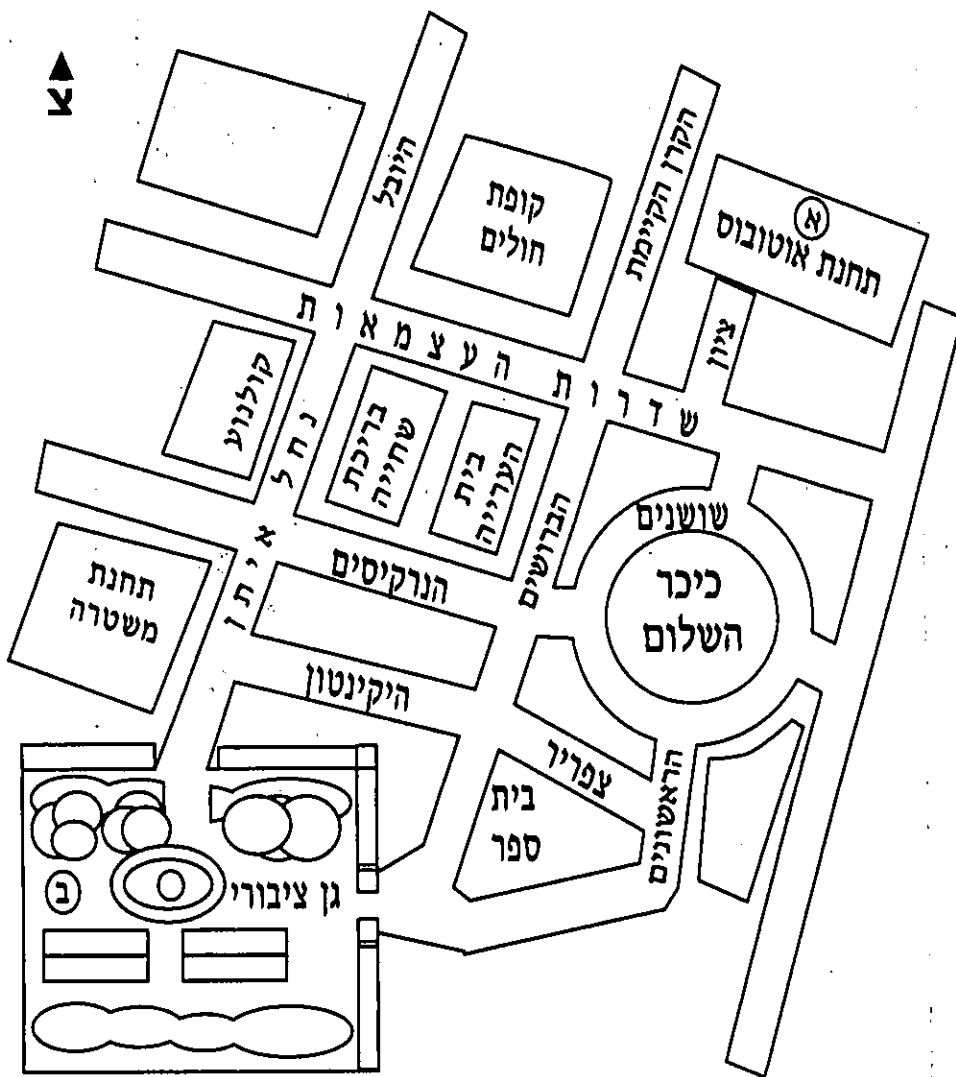 צ
היובל
הקרן הקיימת
א
תחנת אוטובוס
קופת
חולים
ציון
שדרות העצמאות
קולנוע
נחל איתן
בריכת
שחייה
בית
העירייה
הברושים
שושנים
כיכר
השלום
הנרקיסים
תחנת
משטרה
היקינטון
צפריר
הראשונים
בית
ספר
גן ציבורי
ב